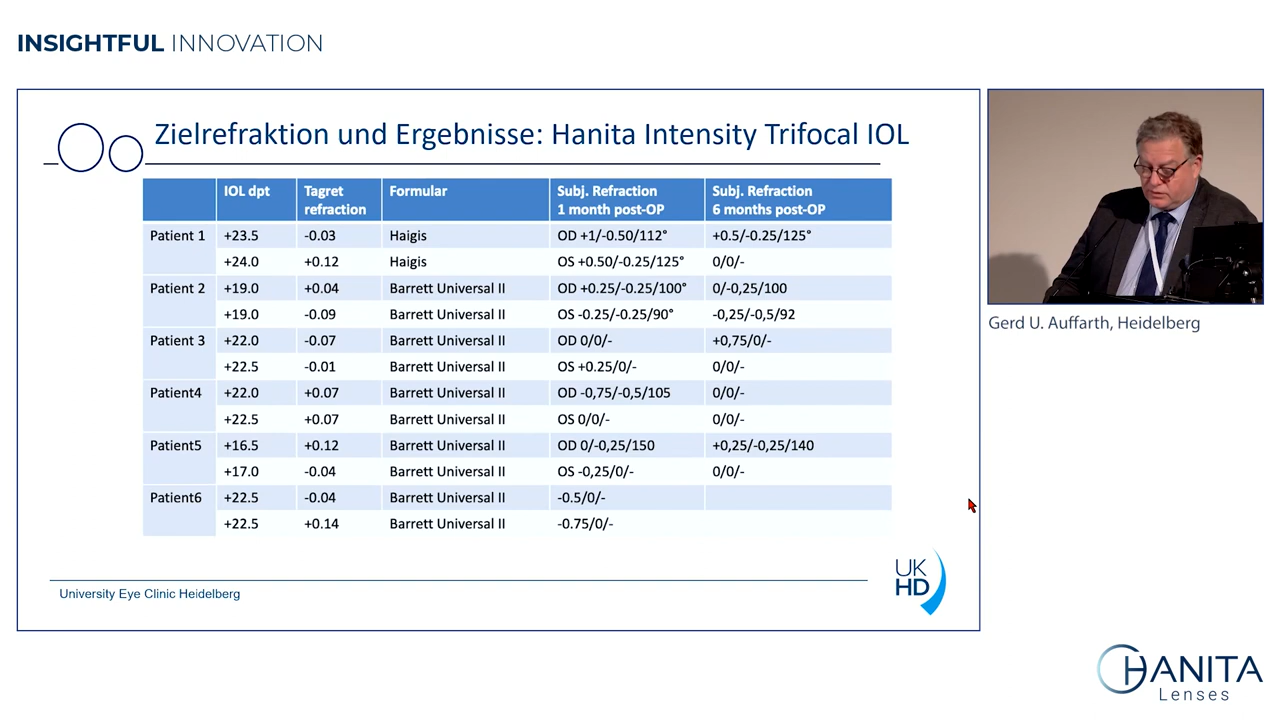 INSIGHTFUL INNOVATION
Zielrefraktion und Ergebnisse: Hanita Intensity Trifocal IOL
IOL dpt Tagret refraction Formular Subj. Refraction 1 month post-OP Subj. Refraction 6 months post-OP
Patient 1 +23.5 -0.03 Haigis OD +1/-0.50/112° +0.5/-0.25/125°
+24.0 +0.12 Haigis OS +0.50/-0.25/125° 0/0/-
Patient 2 +19.0 +0.04 Barrett Universal II OD +0.25/-0.25/100° 0/-0,25/100
+19.0 -0.09 Barrett Universal II OS -0.25/-0.25/90° -0,25/-0,5/92
Patient 3 +22.0 -0.07 Barrett Universal II OD 0/0/- +0,75/0/-
+22.5 -0.01 Barrett Universal II OS +0.25/0/- 0/0/-
Patient4 +22.0 +0.07 Barrett Universal II OD -0,75/-0,5/105 0/0/-
+22.5 +0.07 Barrett Universal II OS 0/0/- 0/0/-
Patient5 +16.5 +0.12 Barrett Universal II OD 0/-0,25/150 +0,25/-0,25/140
+17.0 -0.04 Barrett Universal II OS -0,25/0/- 0/0/-
Patient6 +22.5 -0.04 Barrett Universal II -0.5/0/-
+22.5 +0.14 Barrett Universal II -0.75/0/-
University Eye Clinic Heidelberg
UK
HD
Gerd U. Auffarth, Heidelberg
HANITA
Lenses